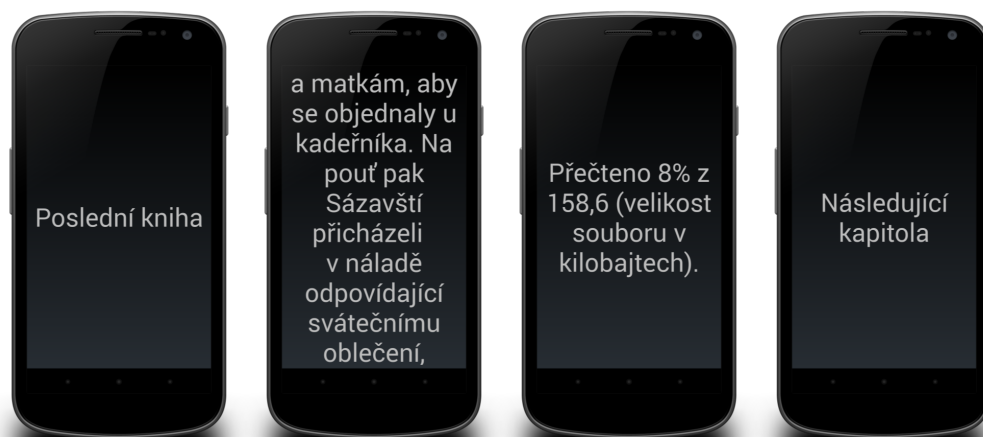 Poslední kniha
a matkám, aby
se objednaly u
kadeřníka. Na
pouť pak
Sázavští
přicházeli
v náladě
odpovídající
svátečnímu
oblečení,
Přečteno 8% z
158,6 (velikost
souboru v
kilobajtech).
Následující
kapitola